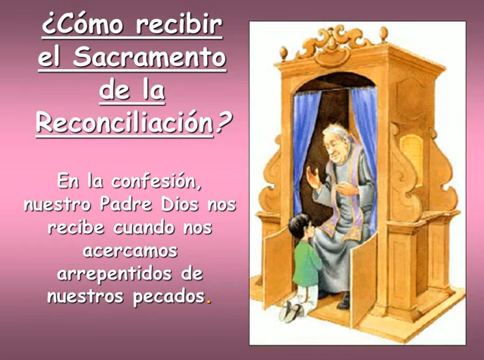 ¿Cómo recibir
el Sacramento
de la
Reconciliación?
En la confesión,
nuestro Padre Dios nos
recibe cuando nos
acercamos
arrepentidos de
nuestros pecados.